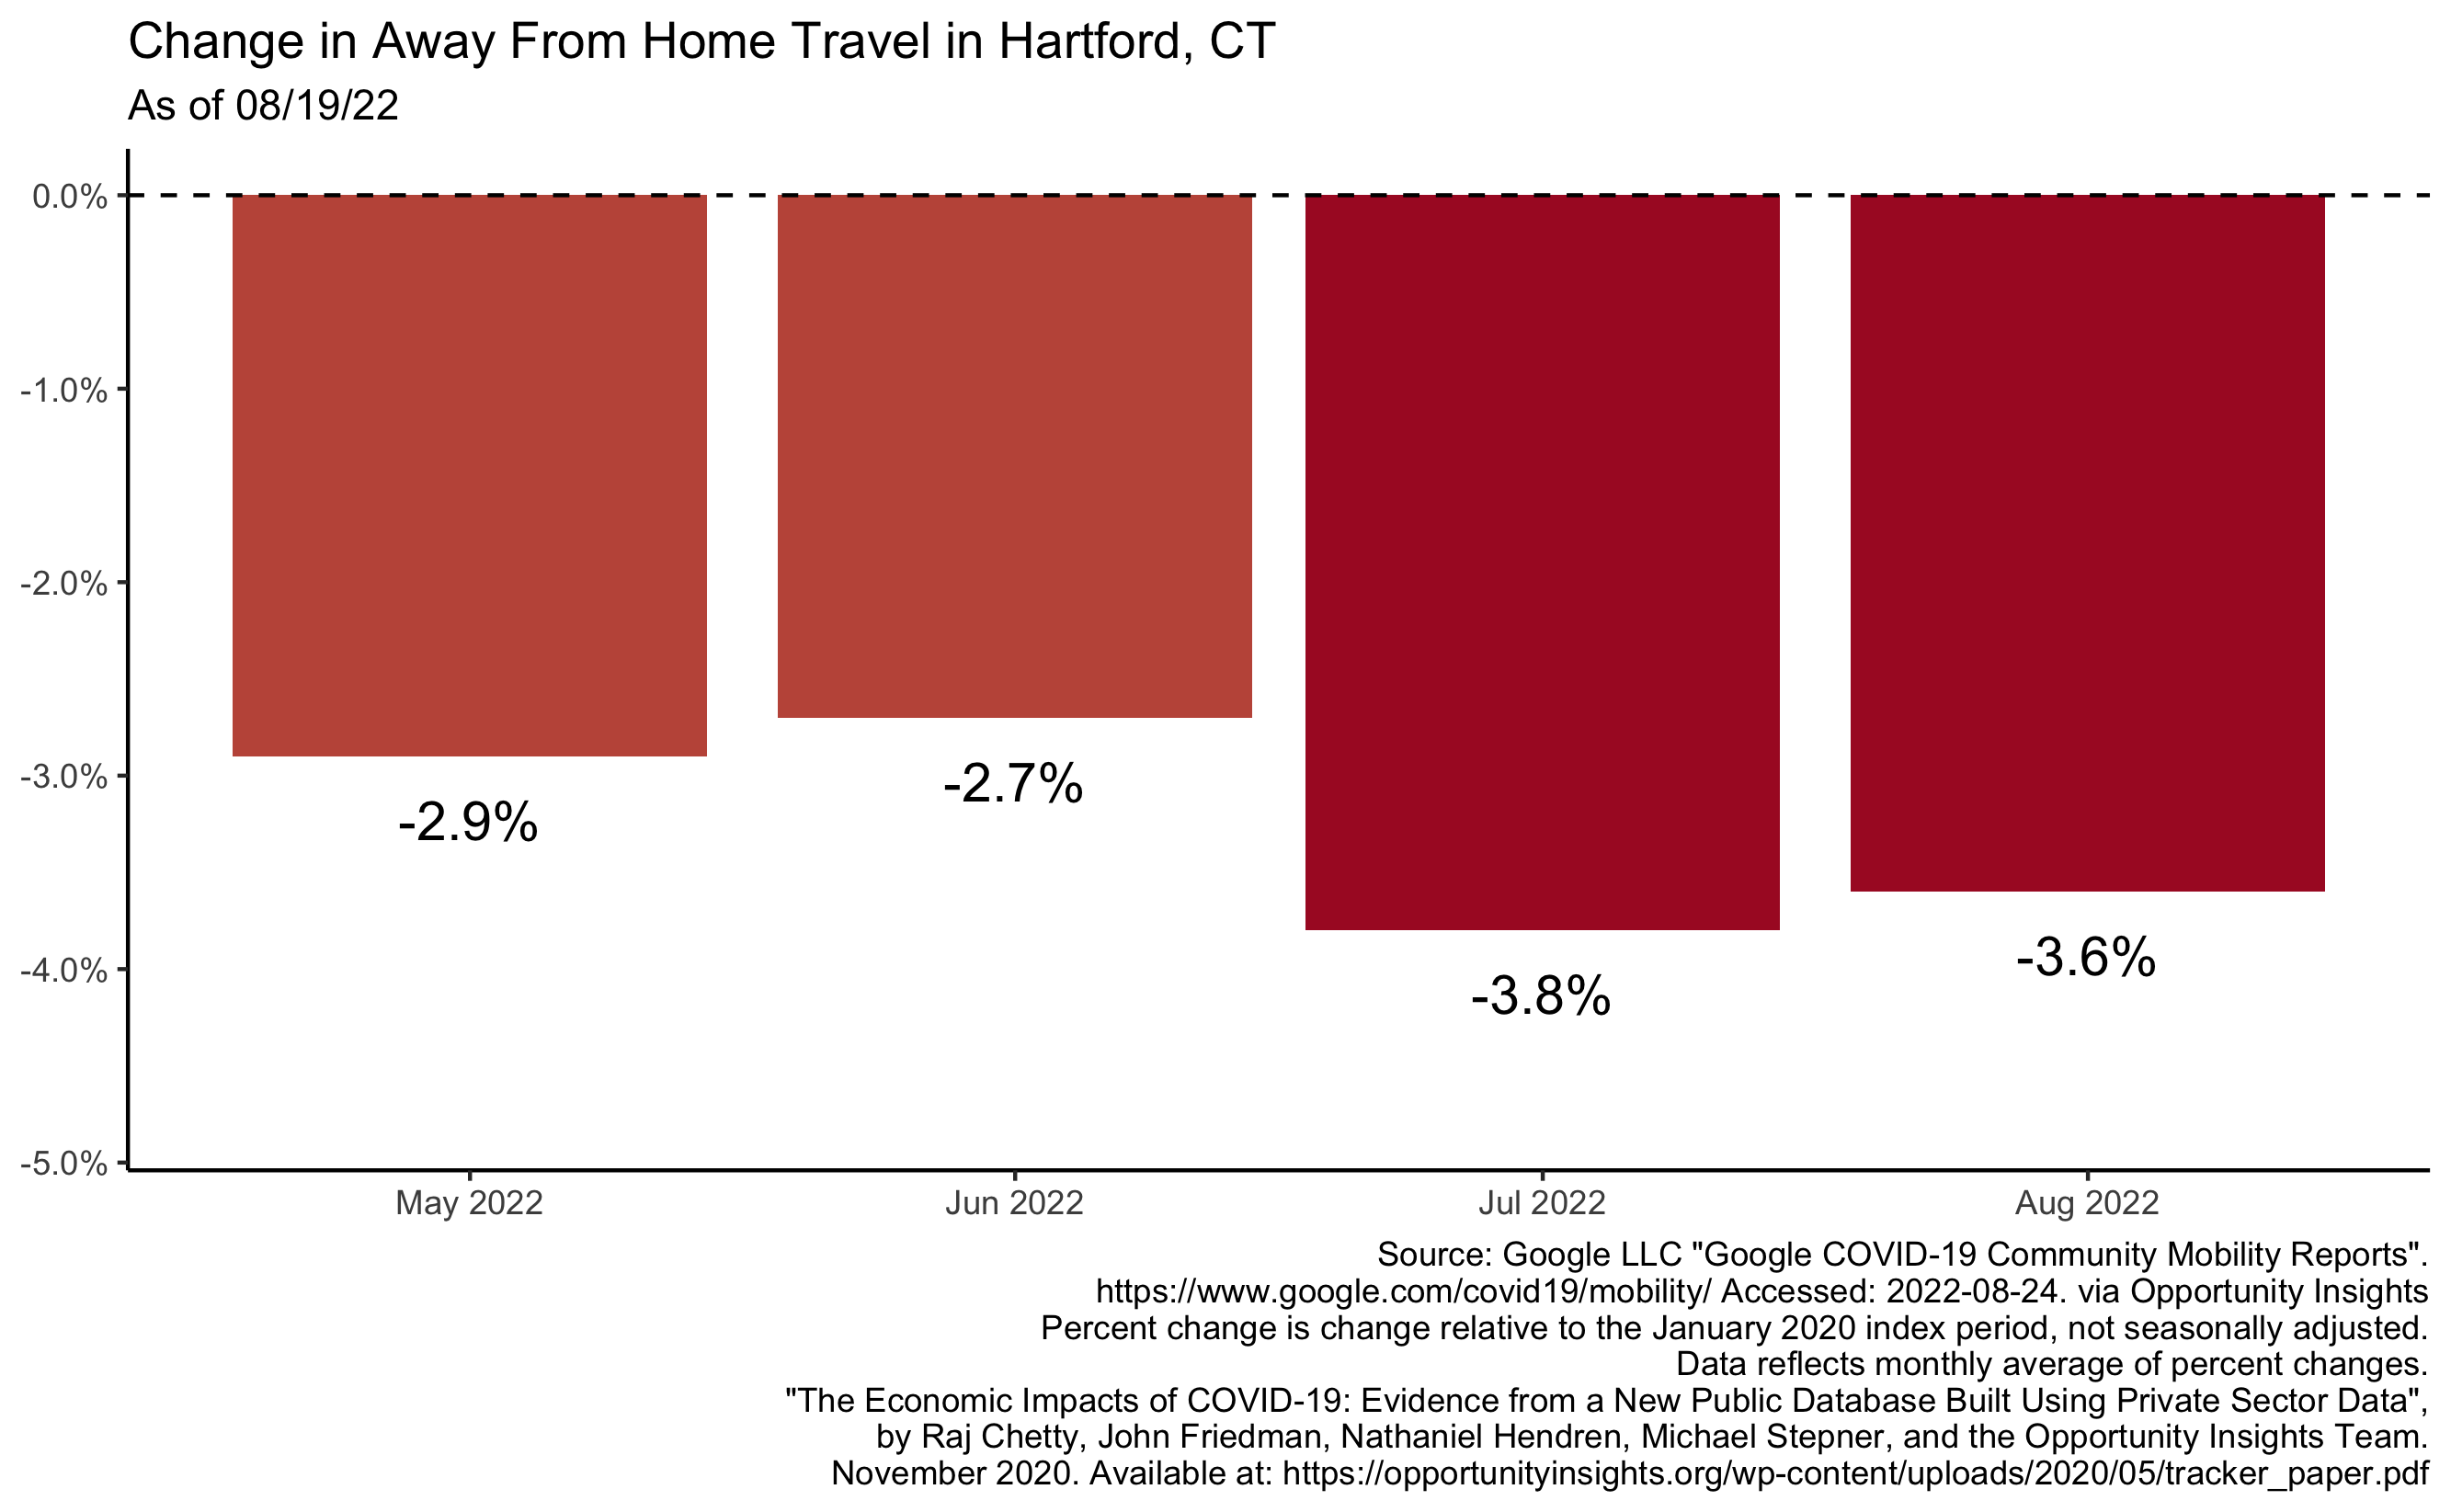 Change in Away From Home Travel in Hartford, CT
As of 08/19/22
0.0%
-1.0%
-2.0%
-3.0%
-4.0%
-5.0%
-2.9%
-2.7%
-3.8%
-3.6%
May 2022
Jun 2022
Jul 2022
Aug 2022
Source: Google LLC "Google COVID-19 Community Mobility Reports".
https://www.google.com/covid19/mobility/ Accessed: 2022-08-24. via Opportunity Insights
Percent change is change relative to the January 2020 index period, not seasonally adjusted.
Data reflects monthly average of percent changes.
"The Economic Impacts of COVID-19: Evidence from a New Public Database Built Using Private Sector Data",
by Raj Chetty, John Friedman, Nathaniel Hendren, Michael Stepner, and the Opportunity Insights Team.
November 2020. Available at: https://opportunityinsights.org/wp-content/uploads/2020/05/tracker_paper.pdf